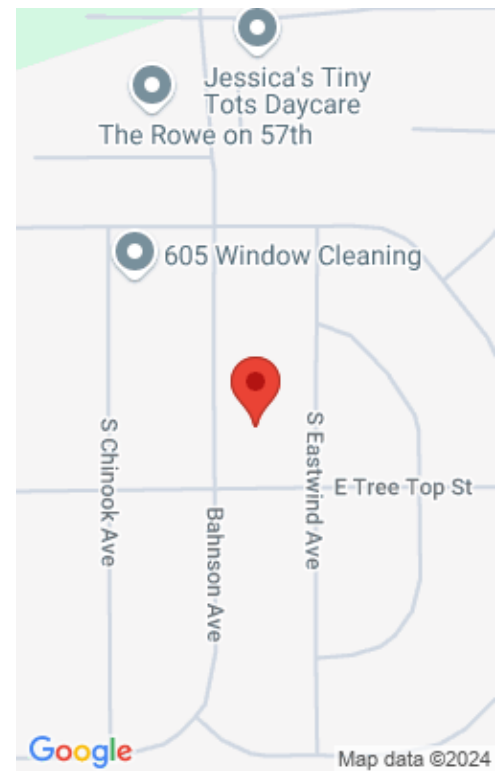 Jessica's Tiny
Tots Daycare
The Rowe on 57th
605 Window Cleaning
S Chinook Ave
Bahnson Ave
S Eastwind Ave
E Tree Top St
Google
Map data ©2024